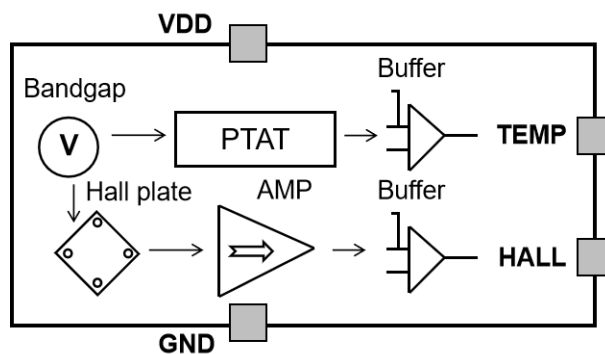 VDD
Bandgap
Buffer
V
PTAT
TEMP
Hall plate
AMP
Buffer
HALL
GND